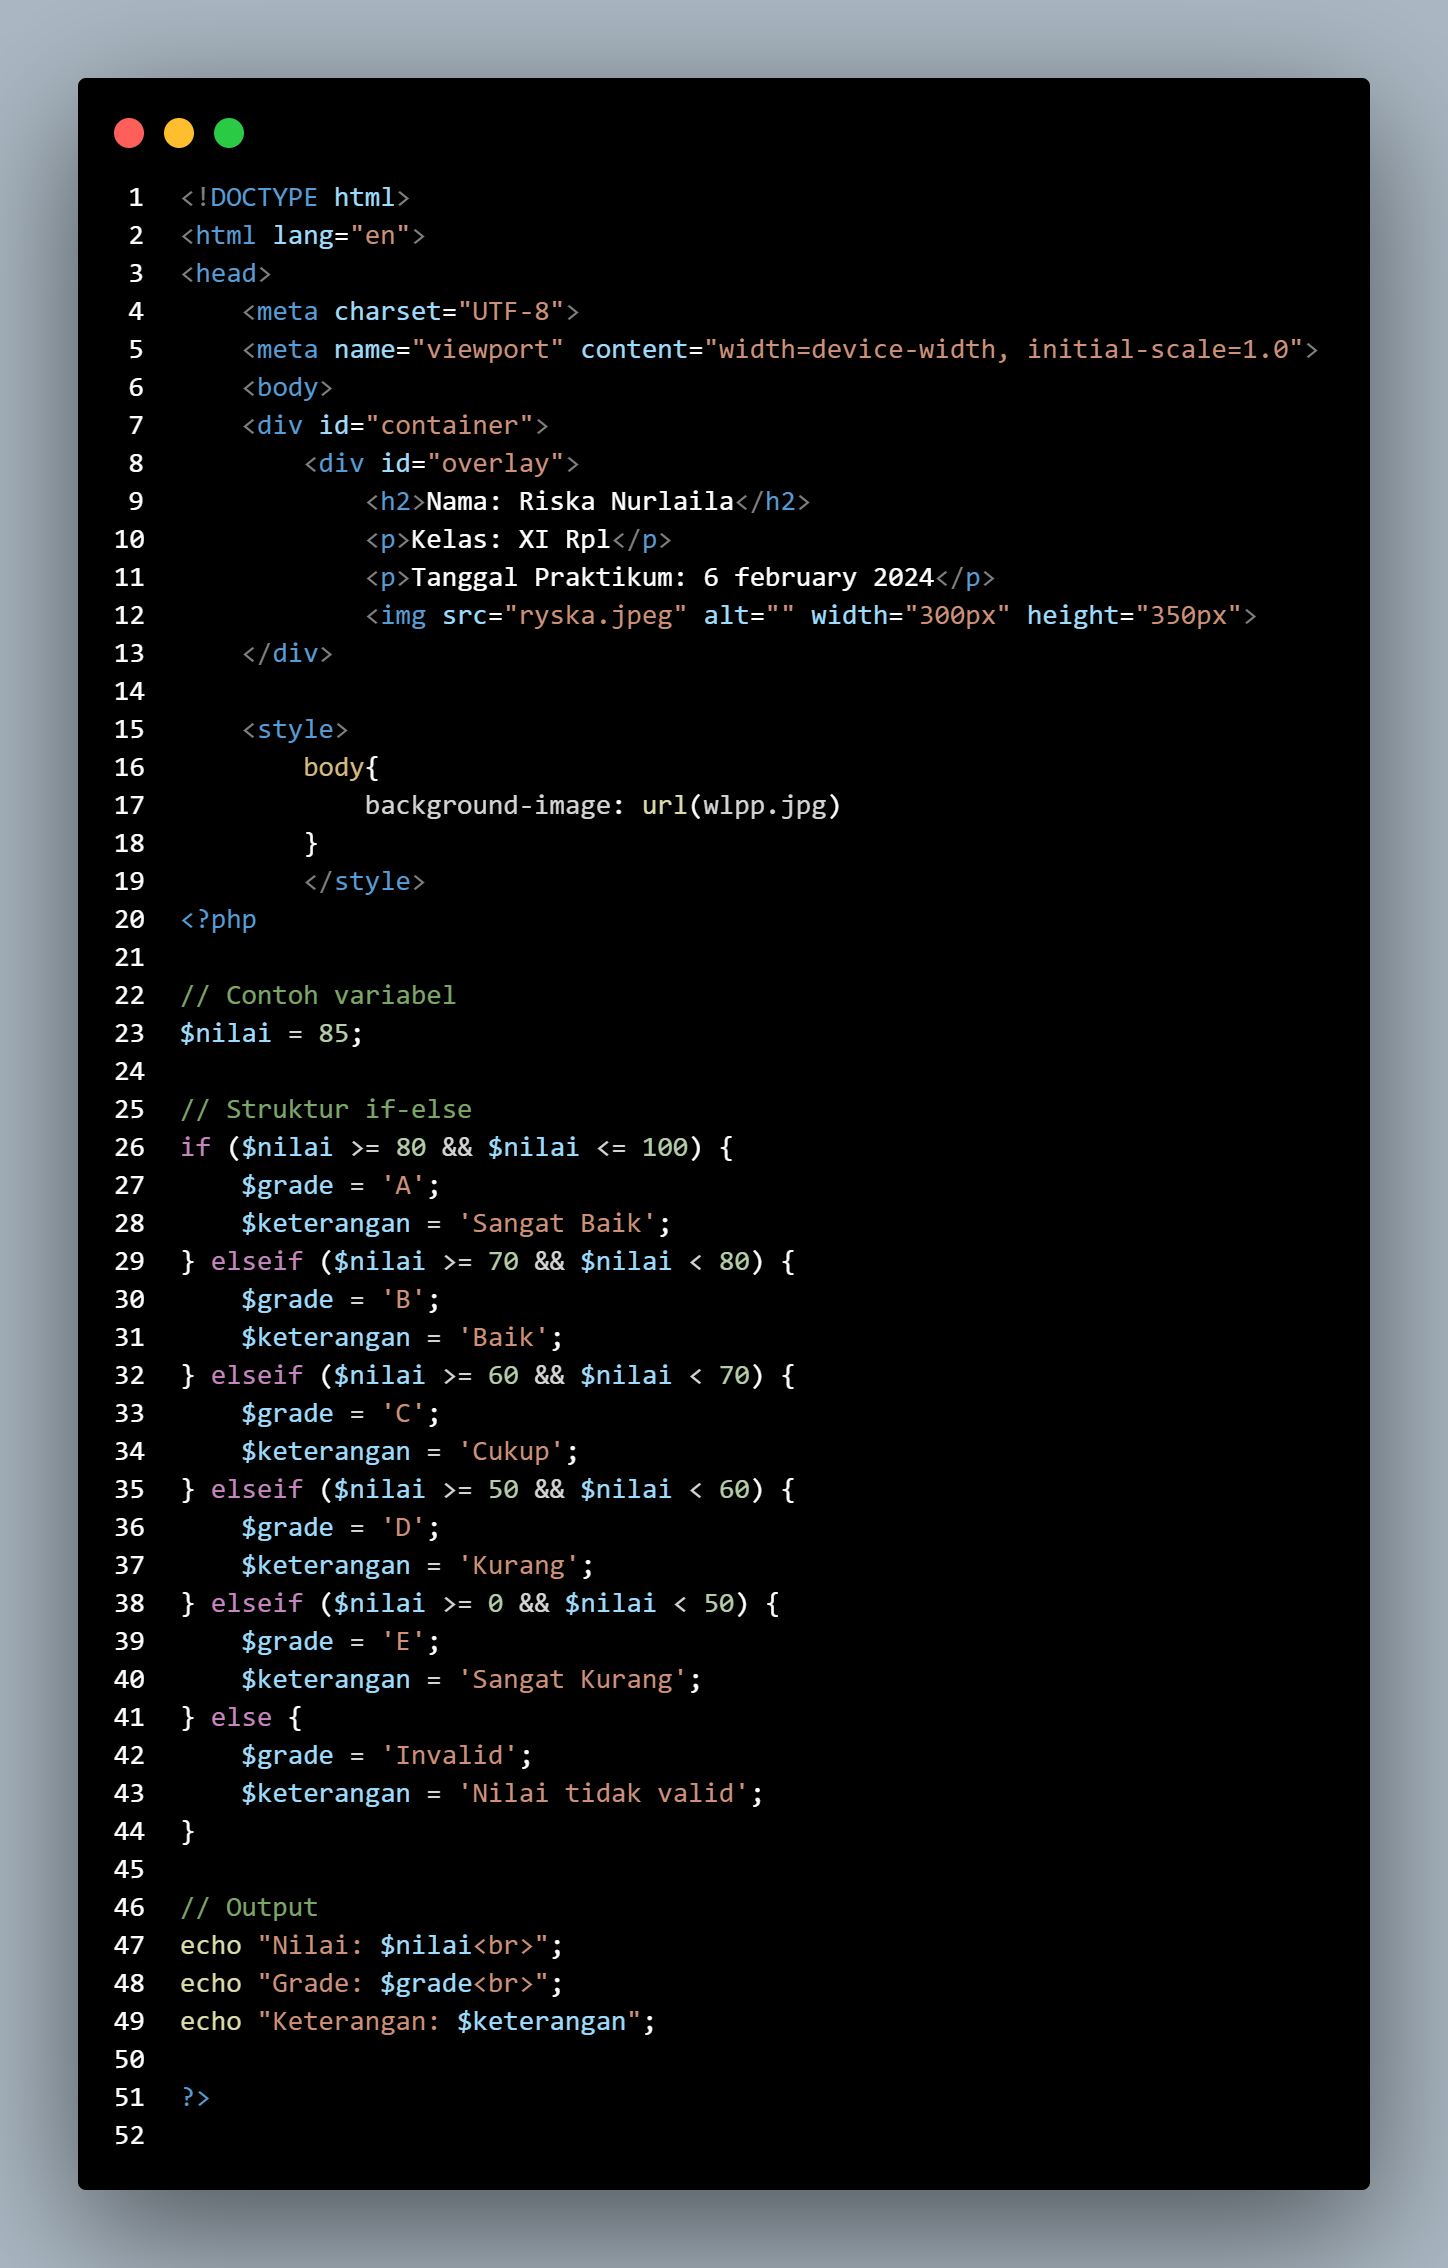 1 <!DOCTYPE html>
2 <html lang="en">
3 <head>
4     <meta charset="UTF-8">
5     <meta name="viewport" content="width=device-width, initial-scale=1.0">
6     <body>
7     <div id="container">
8         <div id="overlay">
9             <h2>Nama: Riska Nurlaila</h2>
10             <p>Kelas: XI Rpl</p>
11             <p>Tanggal Praktikum: 6 february 2024</p>
12             <img src="ryska.jpeg" alt="" width="300px" height="350px">
13     </div>
14
15     <style>
16         body{
17             background-image: url(wlpp.jpg)
18         }
19         </style>
20 <?php
21
22 // Contoh variabel
23 $nilai = 85;
24
25 // Struktur if-else
26 if ($nilai >= 80 && $nilai <= 100) {
27     $grade = 'A';
28     $keterangan = 'Sangat Baik';
29 } elseif ($nilai >= 70 && $nilai < 80) {
30     $grade = 'B';
31     $keterangan = 'Baik';
32 } elseif ($nilai >= 60 && $nilai < 70) {
33     $grade = 'C';
34     $keterangan = 'Cukup';
35 } elseif ($nilai >= 50 && $nilai < 60) {
36     $grade = 'D';
37     $keterangan = 'Kurang';
38 } elseif ($nilai >= 0 && $nilai < 50) {
39     $grade = 'E';
40     $keterangan = 'Sangat Kurang';
41 } else {
42     $grade = 'Invalid';
43     $keterangan = 'Nilai tidak valid';
44 }
45
46 // Output
47 echo "Nilai: $nilai<br>";
48 echo "Grade: $grade<br>";
49 echo "Keterangan: $keterangan";
50
51 ?>
52